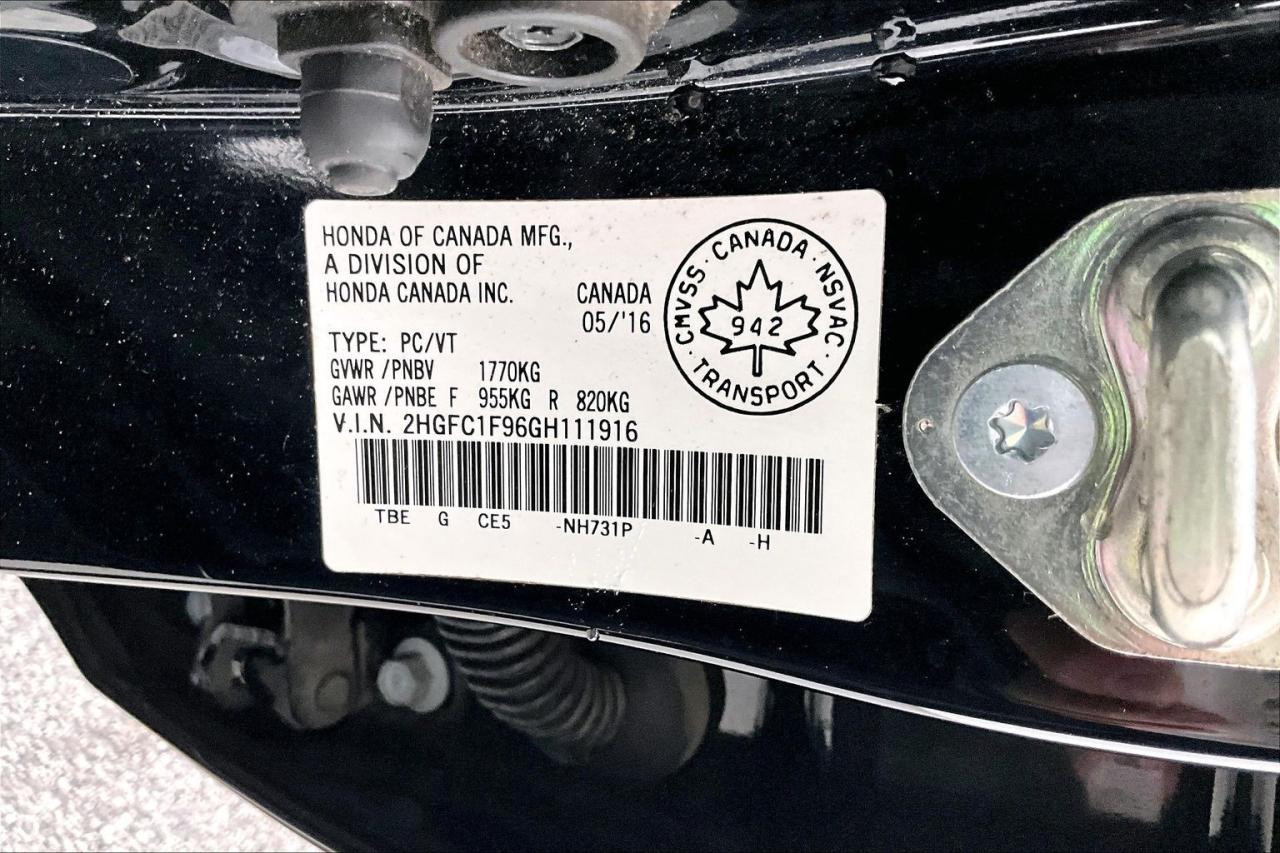 HONDA OF CANADA MFG.,
A DIVISION OF
HONDA CANADA INC.
CANADA
05/'16
CMVSS · CANADA · NSVAC · TRANSPORT ·
942
TYPE: PC/VT
GVWR /PNBV 1770KG
GAWR /PNBE F 955KG R 820KG
V.I.N. 2HGFC1F96GH111916
TBE G CE5 -NH731P -A -H